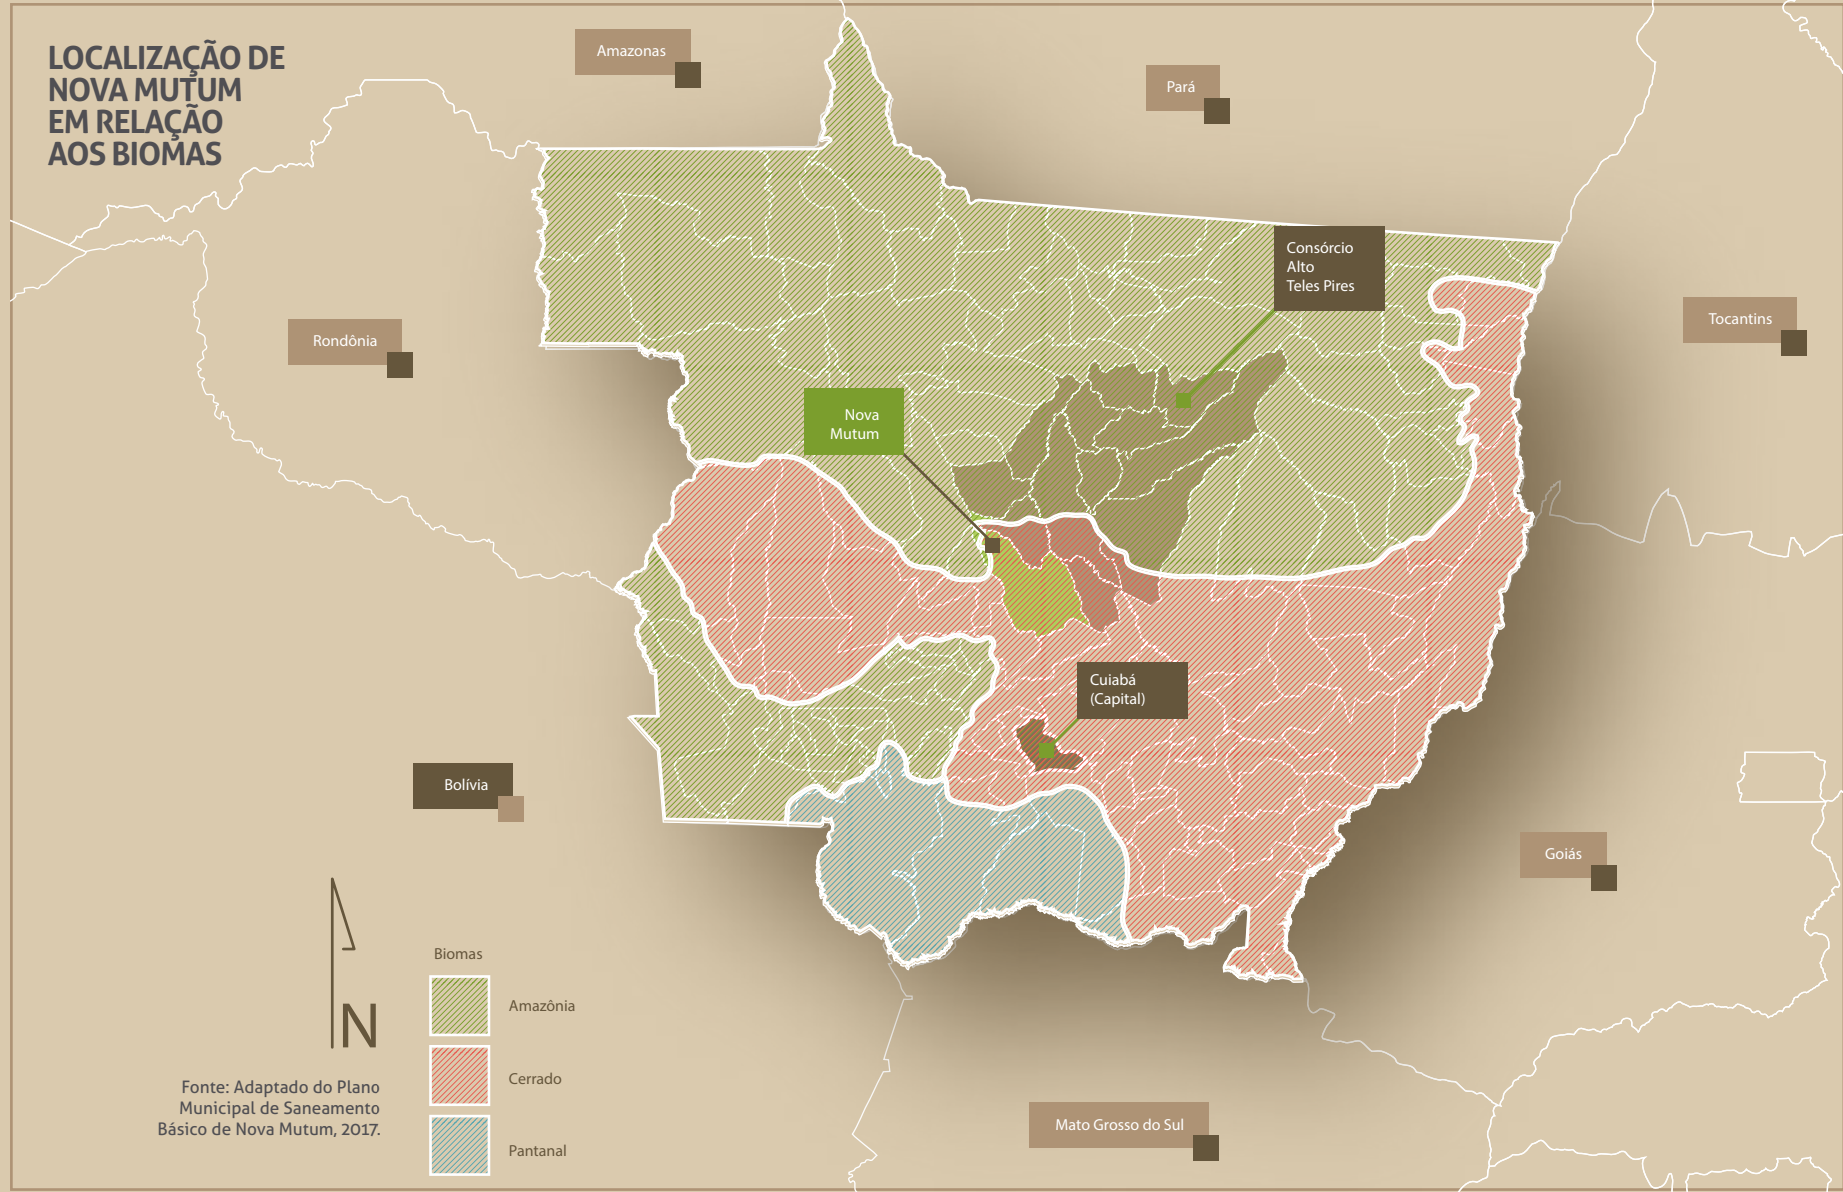 LOCALIZAÇÃO DE
NOVA MUTUM
EM RELAÇÃO
AOS BIOMAS
Amazonas
Pará
Consórcio
Alto
Teles Pires
Tocantins
Rondônia
Nova
Mutum
Cuiabá
(Capital)
Bolívia
Goiás
Biomas
Amazônia
N
Cerrado
Fonte: Adaptado do Plano
Municipal de Saneamento
Básico de Nova Mutum, 2017.
Mato Grosso do Sul
Pantanal